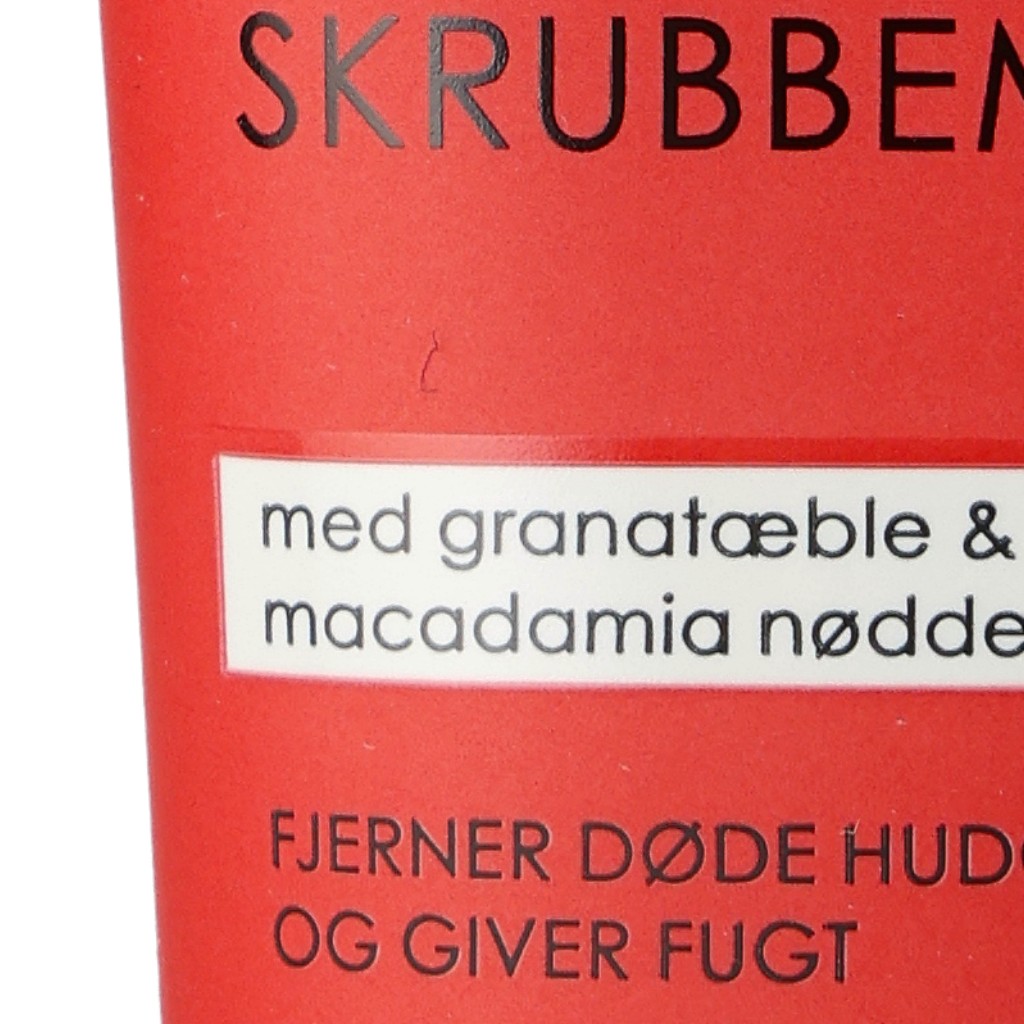 SKRUBBE
med granatæble &
macadamia nødde
FJERNER DØDE HUD
OG GIVER FUGT